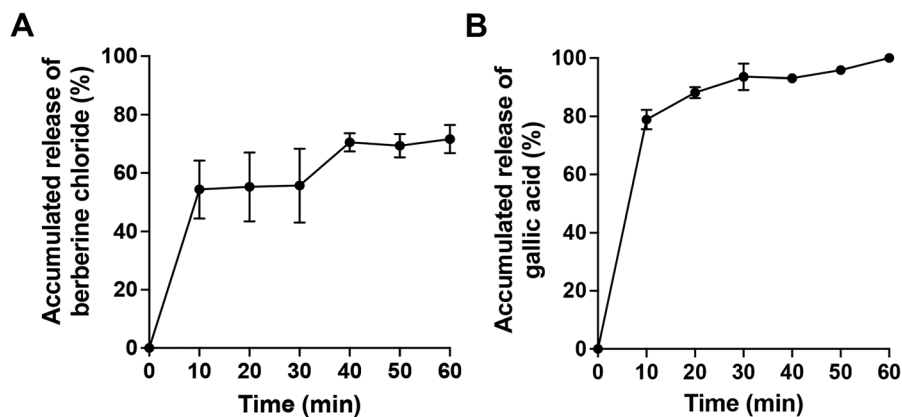 A
Accumulated release of
berberine chloride (%)
100
80
60
40
20
0
0 10 20 30 40 50 60
Time (min)
B
Accumulated release of
gallic acid (%)
100
80
60
40
20
0
0 10 20 30 40 50 60
Time (min)